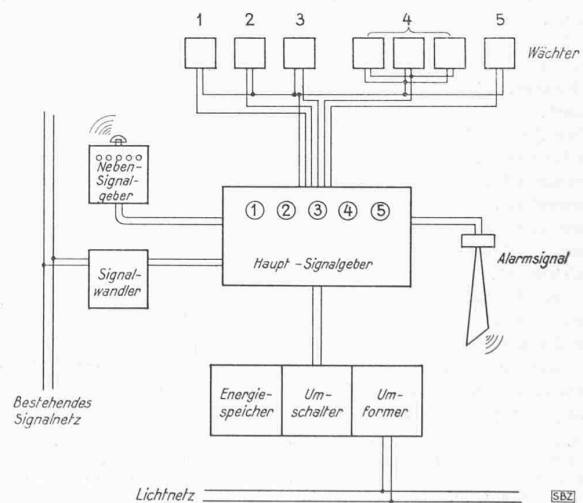 1 2 3 4 5
Wächter
Neben-
Signal-
geber
① ② ③ ④ ⑤
Haupt-Signalgeber
Alarmsignal
Signal-
wandler
Bestehendes
Signalnetz
Energie-
speicher
Um-
schalter
Um-
former
Lichtnetz
SBZ